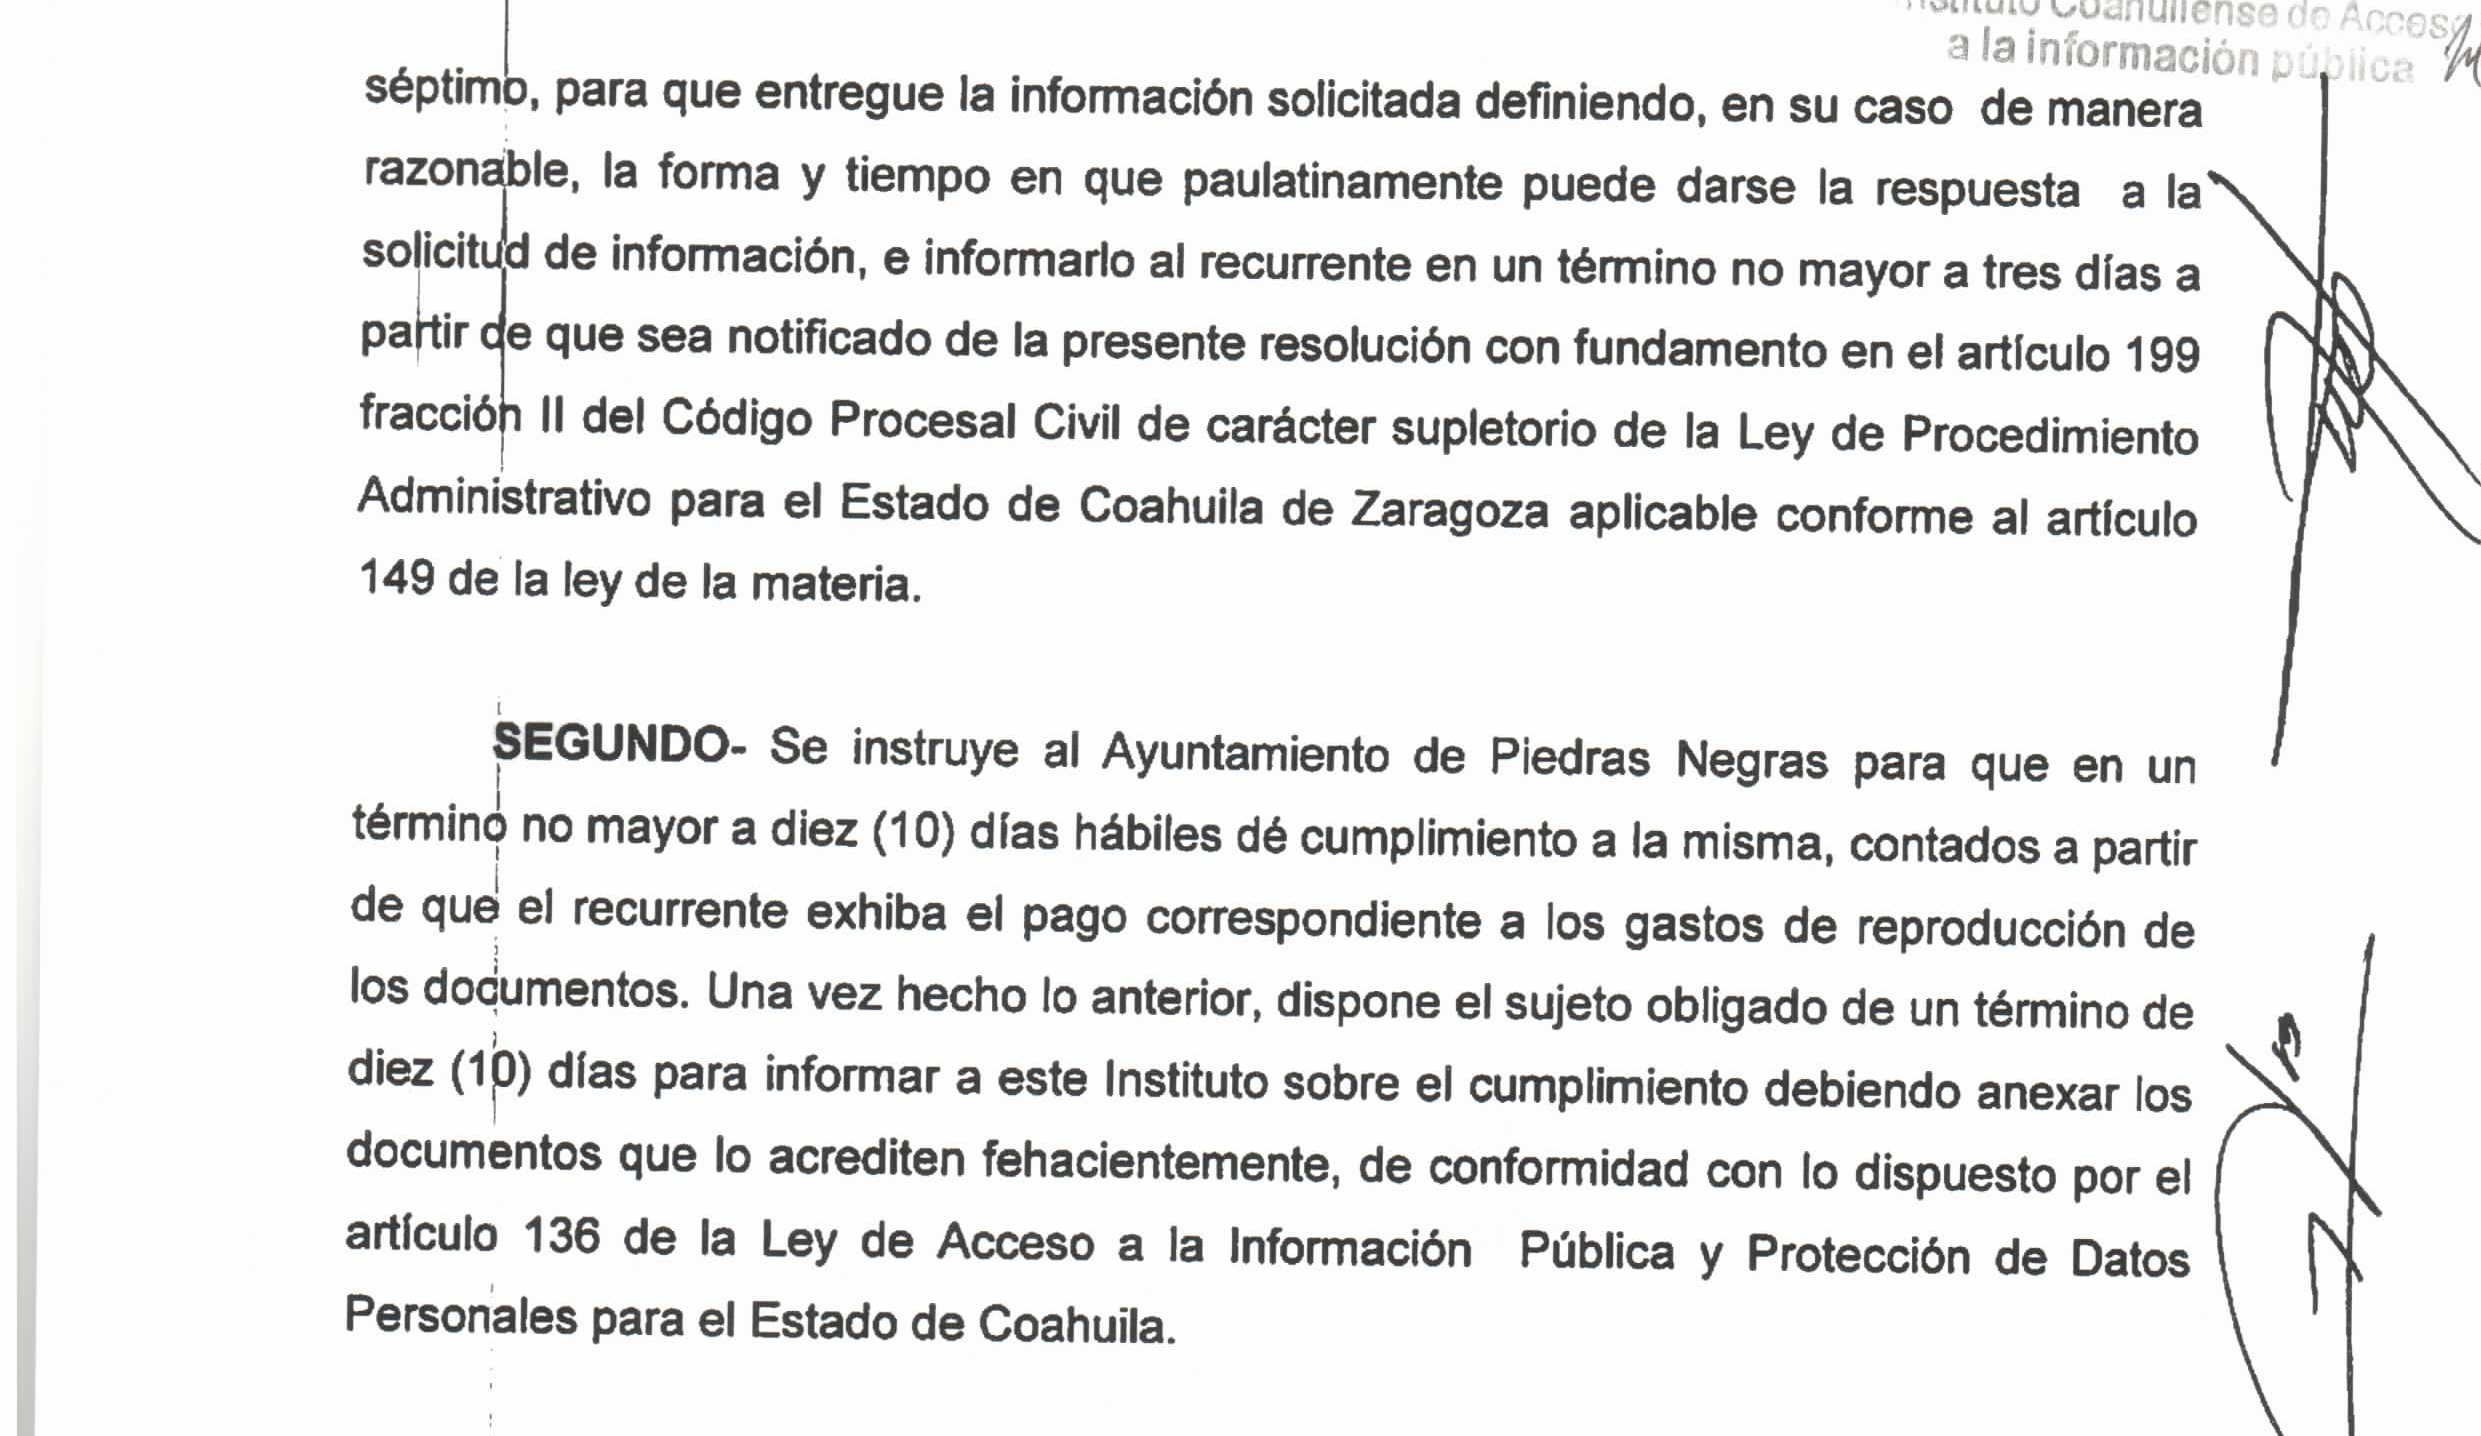 Coahuilense de Acceso
a la información pública
séptimo, para que entregue la información solicitada definiendo, en su caso de manera
razonable, la forma y tiempo en que paulatinamente puede darse la respuesta a la
solicitud de información, e informarlo al recurrente en un término no mayor a tres días a
partir de que sea notificado de la presente resolución con fundamento en el artículo 199
fracción II del Código Procesal Civil de carácter supletorio de la Ley de Procedimiento
Administrativo para el Estado de Coahuila de Zaragoza aplicable conforme al artículo
149 de la ley de la materia.
SEGUNDO- Se instruye al Ayuntamiento de Piedras Negras para que en un
término no mayor a diez (10) días hábiles dé cumplimiento a la misma, contados a partir
de que el recurrente exhiba el pago correspondiente a los gastos de reproducción de
los documentos. Una vez hecho lo anterior, dispone el sujeto obligado de un término de
diez (10) días para informar a este Instituto sobre el cumplimiento debiendo anexar los
documentos que lo acrediten fehacientemente, de conformidad con lo dispuesto por el
artículo 136 de la Ley de Acceso a la Información Pública y Protección de Datos
Personales para el Estado de Coahuila.